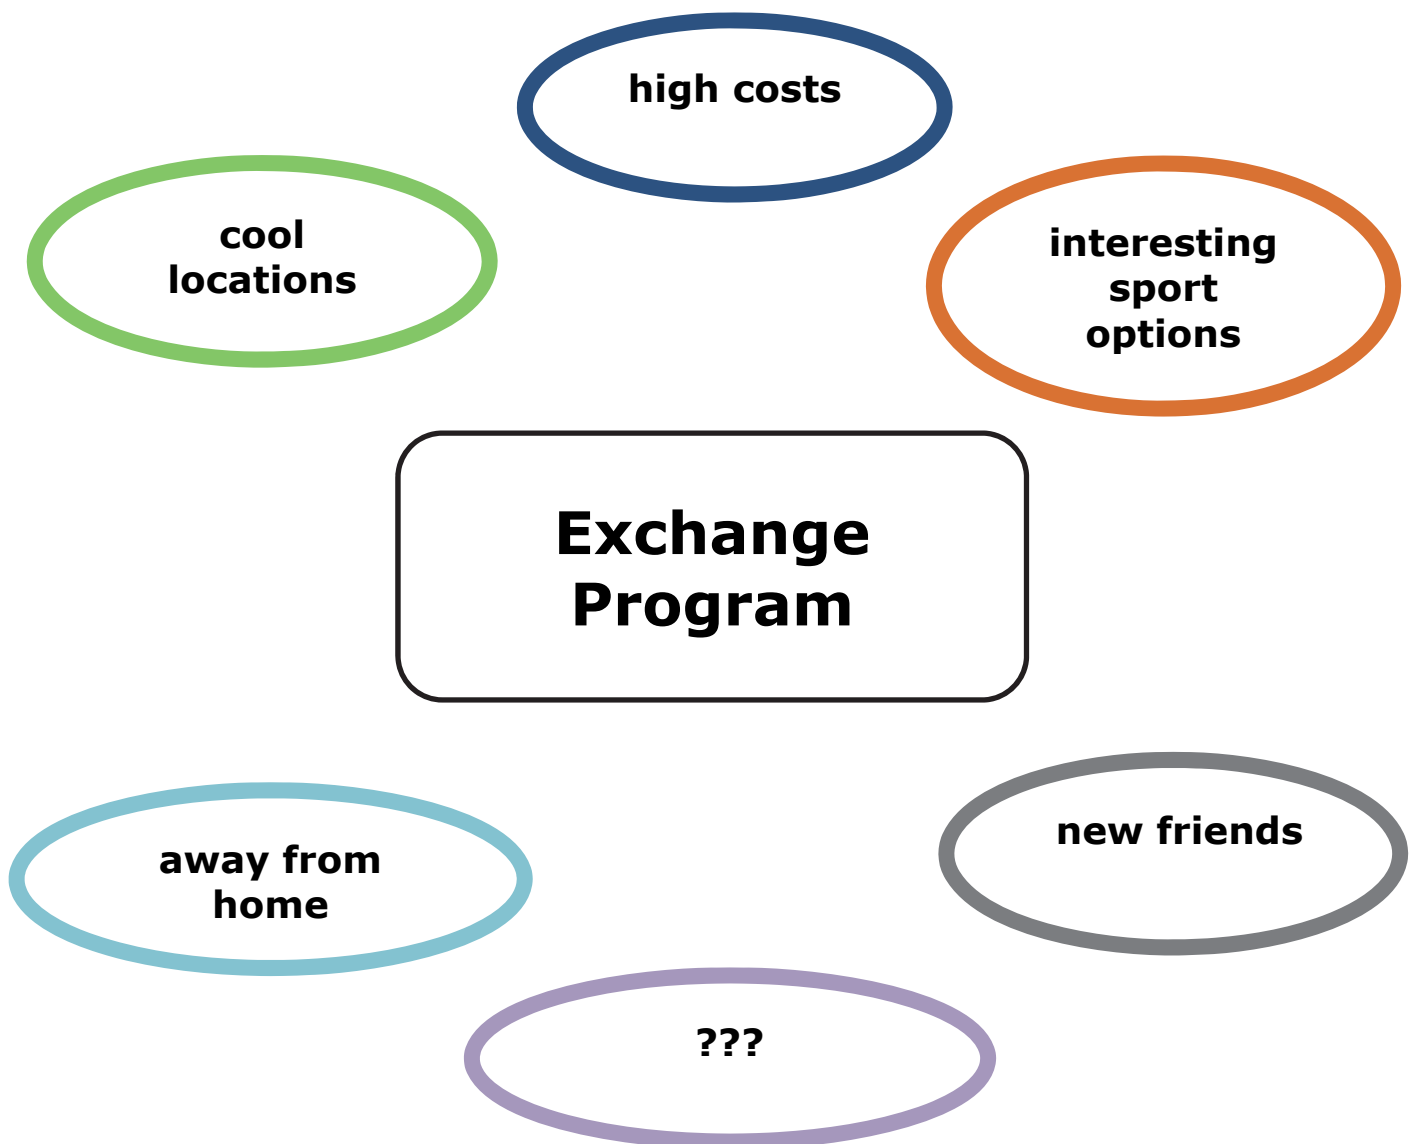 high costs
cool
locations
interesting
sport
options
Exchange
Program
new friends
away from
home
???